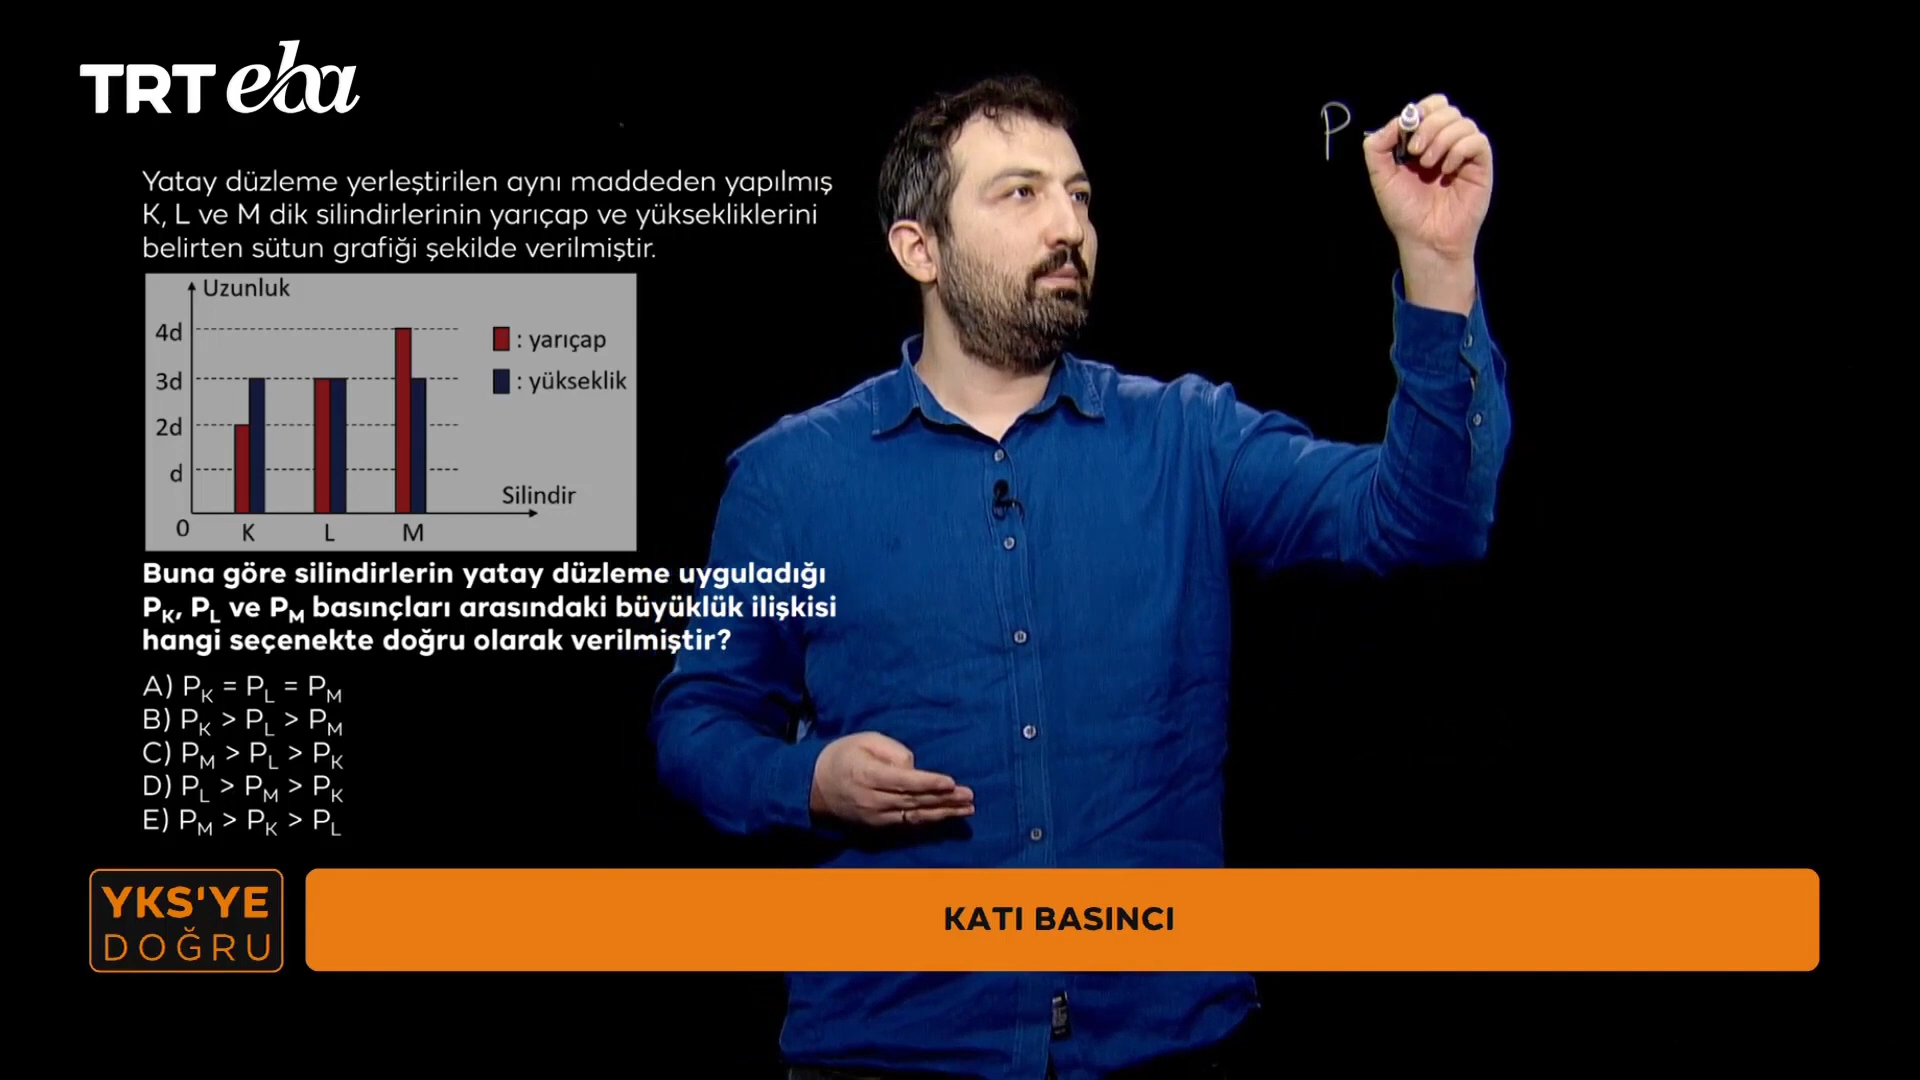 TRT eba
P
Yatay düzleme yerleştirilen aynı maddeden yapılmış
K, L ve M dik silindirlerinin yarıçap ve yüksekliklerini
belirten sütun grafiği şekilde verilmiştir.
Uzunluk
4d
3d
2d
d
0
K L M
Silindir
: yarıçap
: yükseklik
Buna göre silindirlerin yatay düzleme uyguladığı
PK, PL ve PM basınçları arasındaki büyüklük ilişkisi
hangi seçenekte doğru olarak verilmiştir?
A) PK = PL = PM
B) PK > PL > PM
C) PM > PL > PK
D) PL > PM > PK
E) PM > PK > PL
YKS'YE
DOĞRU
KATI BASINCI